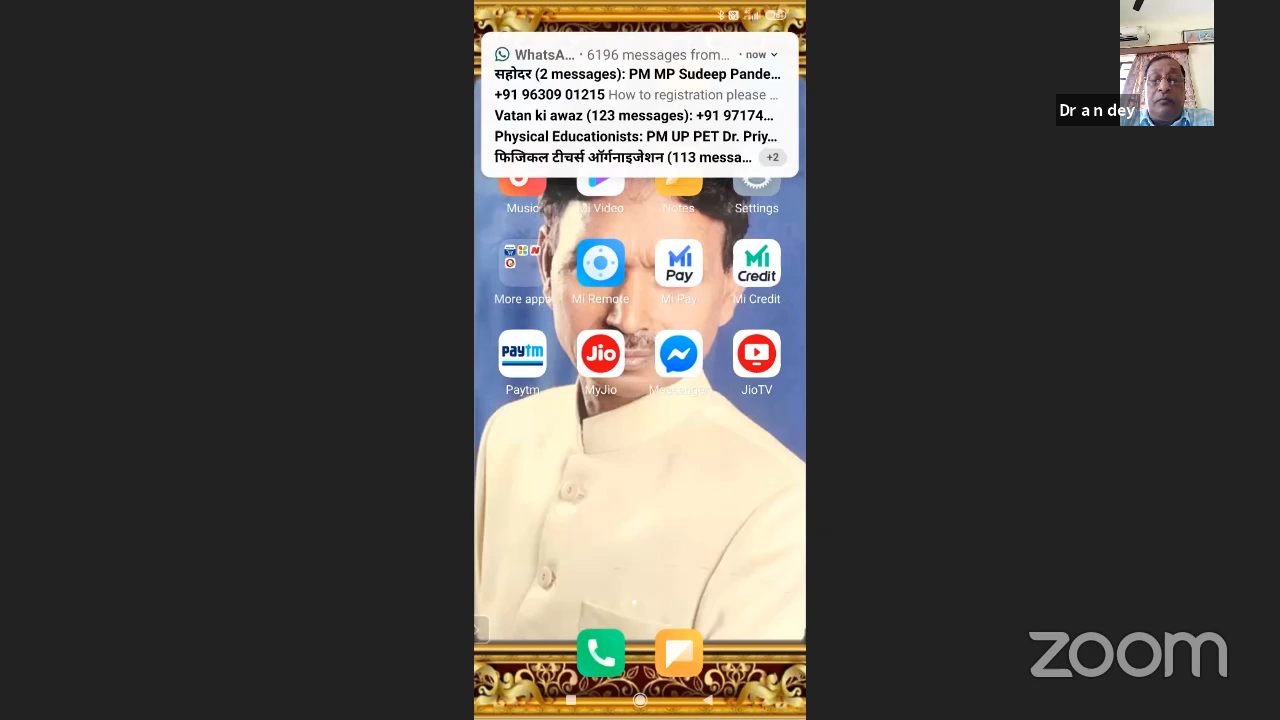 WhatsA... · 6196 messages from... · now
सहोदर (2 messages): PM MP Sudeep Pande...
+91 96309 01215 How to registration please ...
Vatan ki awaz (123 messages): +91 97174...
Physical Educationists: PM UP PET Dr. Priy...
फिजिकल टीचर्स ऑर्गनाइजेशन (113 messa... +2
Music Mi Video Notes Settings
Pay Credit
More apps Mi Remote Mi Pay Mi Credit
paytm Jio
Paytm MyJio Messenger JioTV
Dr a n dey
zoom